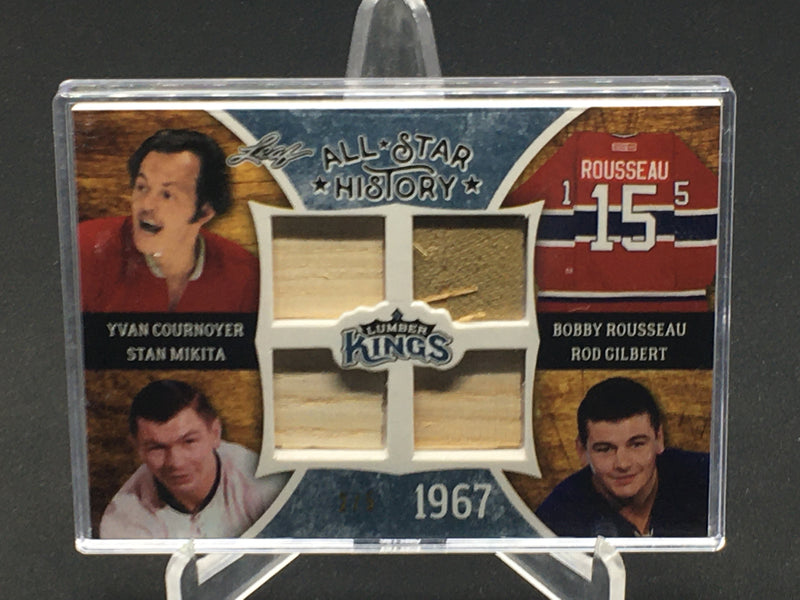 Leaf
ALL★STAR
★HISTORY★
ROUSSEAU
1 15 5
YVAN COURNOYER
STAN MIKITA
LUMBER
KINGS
BOBBY ROUSSEAU
ROD GILBERT
1967